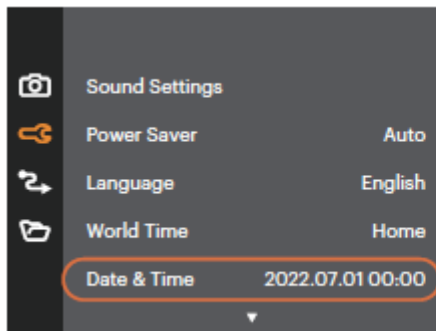 Sound Settings
Power Saver Auto
Language English
World Time Home
Date & Time 2022.07.01 00:00